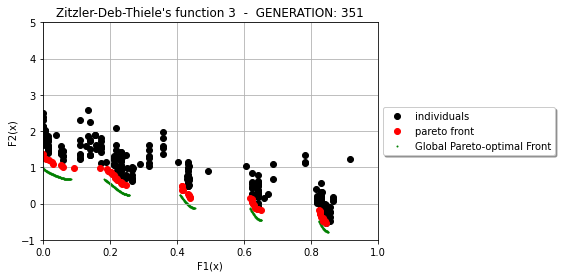 Zitzler-Deb-Thiele's function 3 - GENERATION: 351
5
4
3
2
1
0
−1
F2(x)
0.0 0.2 0.4 0.6 0.8 1.0
F1(x)
individuals
pareto front
Global Pareto-optimal Front